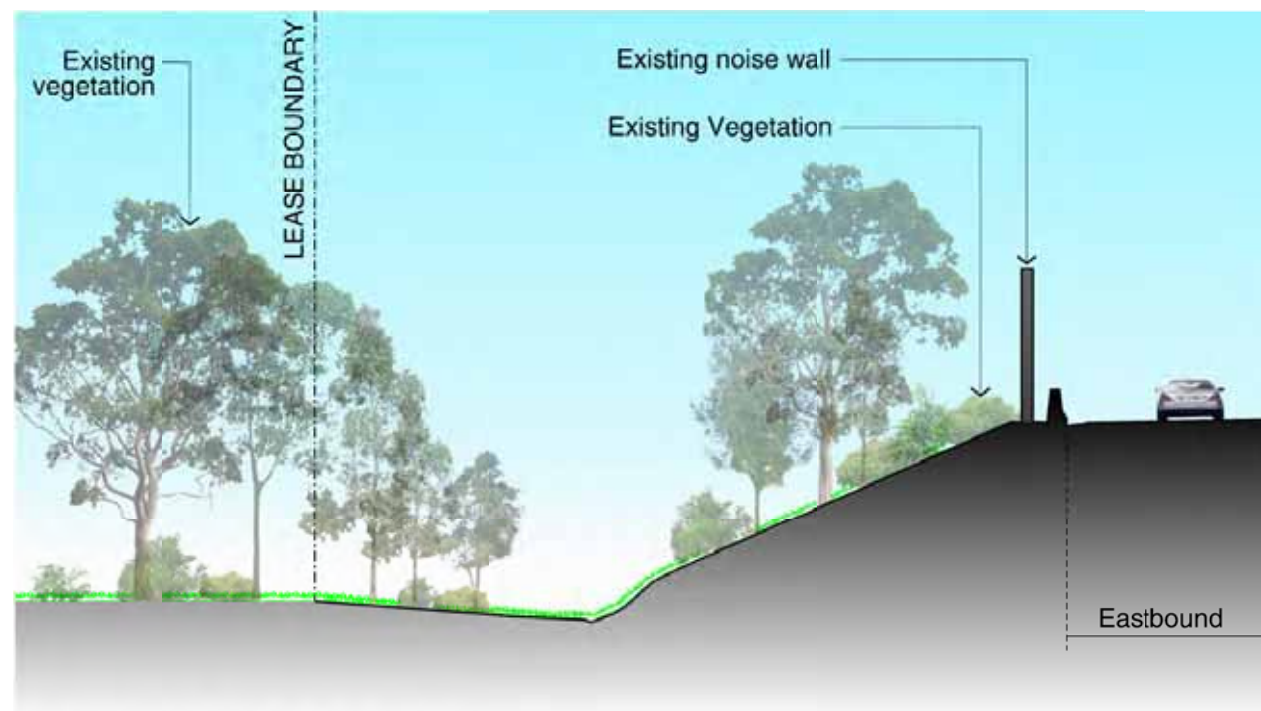 Existing
vegetation
LEASE BOUNDARY
Existing noise wall
Existing Vegetation
Eastbound